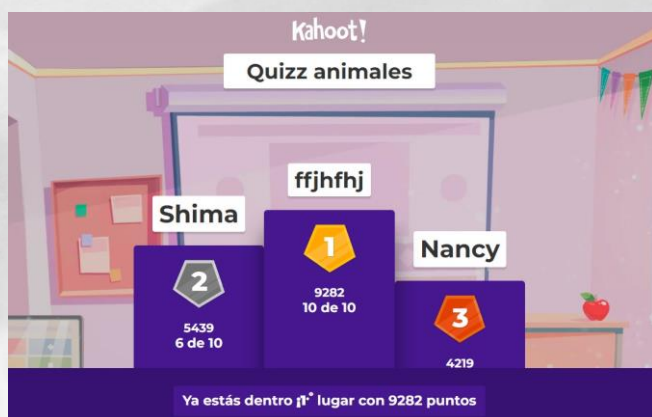 Kahoot!
Quizz animales
ffjhfhj
Shima
Nancy
1
9282
10 de 10
2
5439
6 de 10
3
4219
Ya estás dentro ¡1° lugar con 9282 puntos